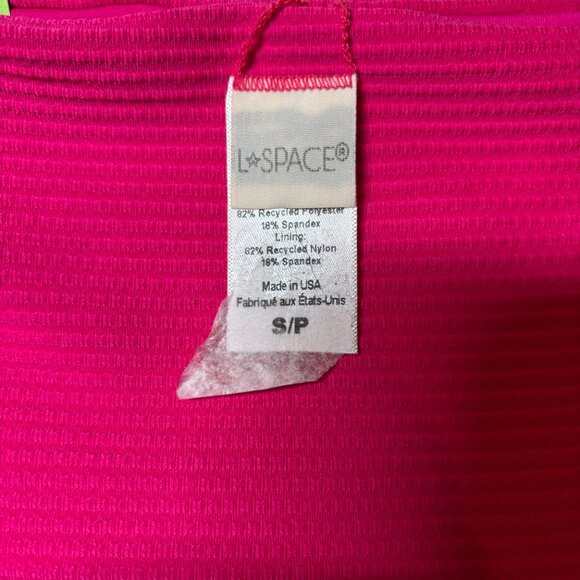 L☆SPACE®
82% Recycled Polyester
18% Spandex
Lining:
82% Recycled Nylon
18% Spandex
Made in USA
Fabriqué aux États-Unis
S/P